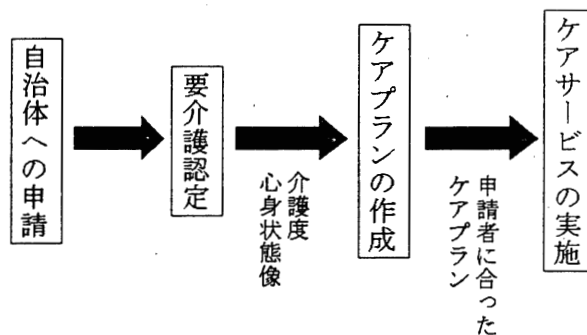 自治体への申請
要介護認定
介護度
心身状態像
ケアプランの作成
申請者に合った
ケアプラン
ケアサービスの実施